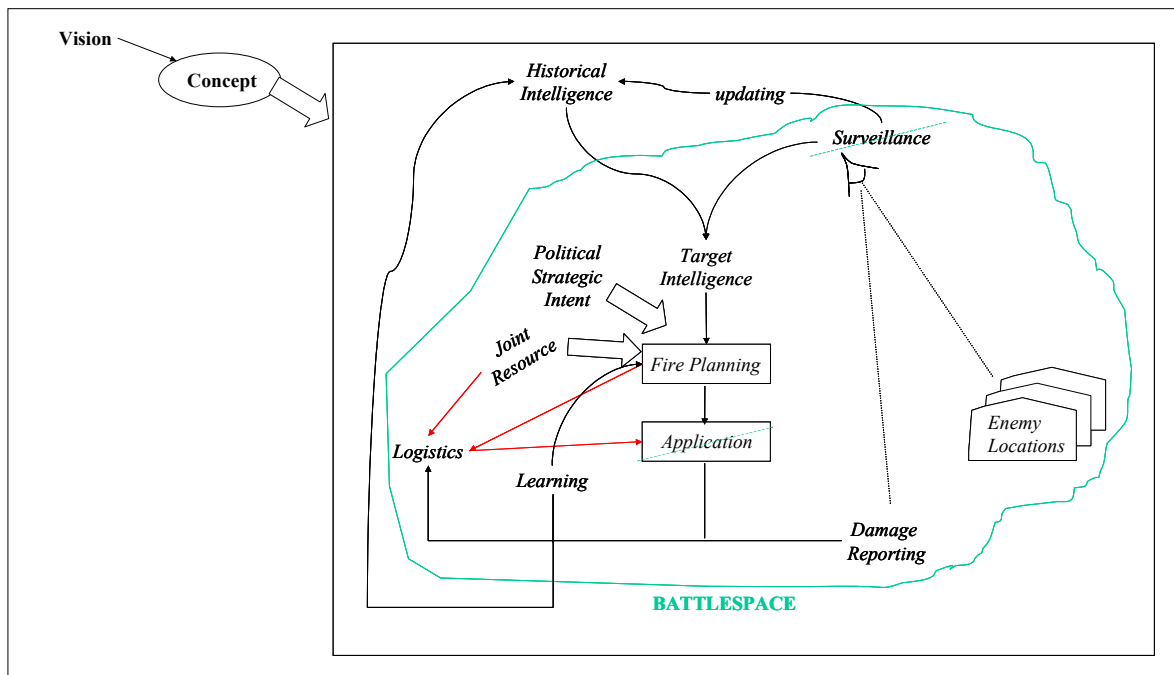 Vision
Concept
Historical
Intelligence
updating
Surveillance
Political
Strategic
Intent
Target
Intelligence
Joint
Resource
Fire Planning
Enemy
Locations
Application
Logistics
Learning
Damage
Reporting
BATTLESPACE